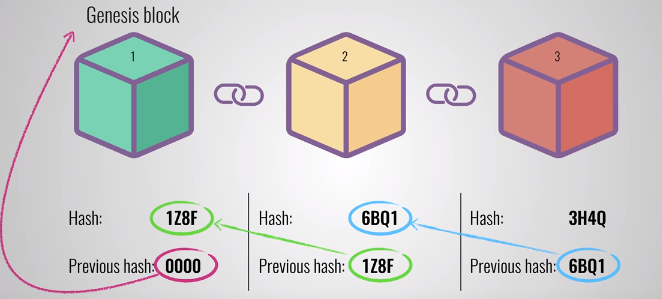 Genesis block
1
2
3
Hash: 1Z8F
Previous hash: 0000
Hash: 6BQ1
Previous hash: 1Z8F
Hash: 3H4Q
Previous hash: 6BQ1